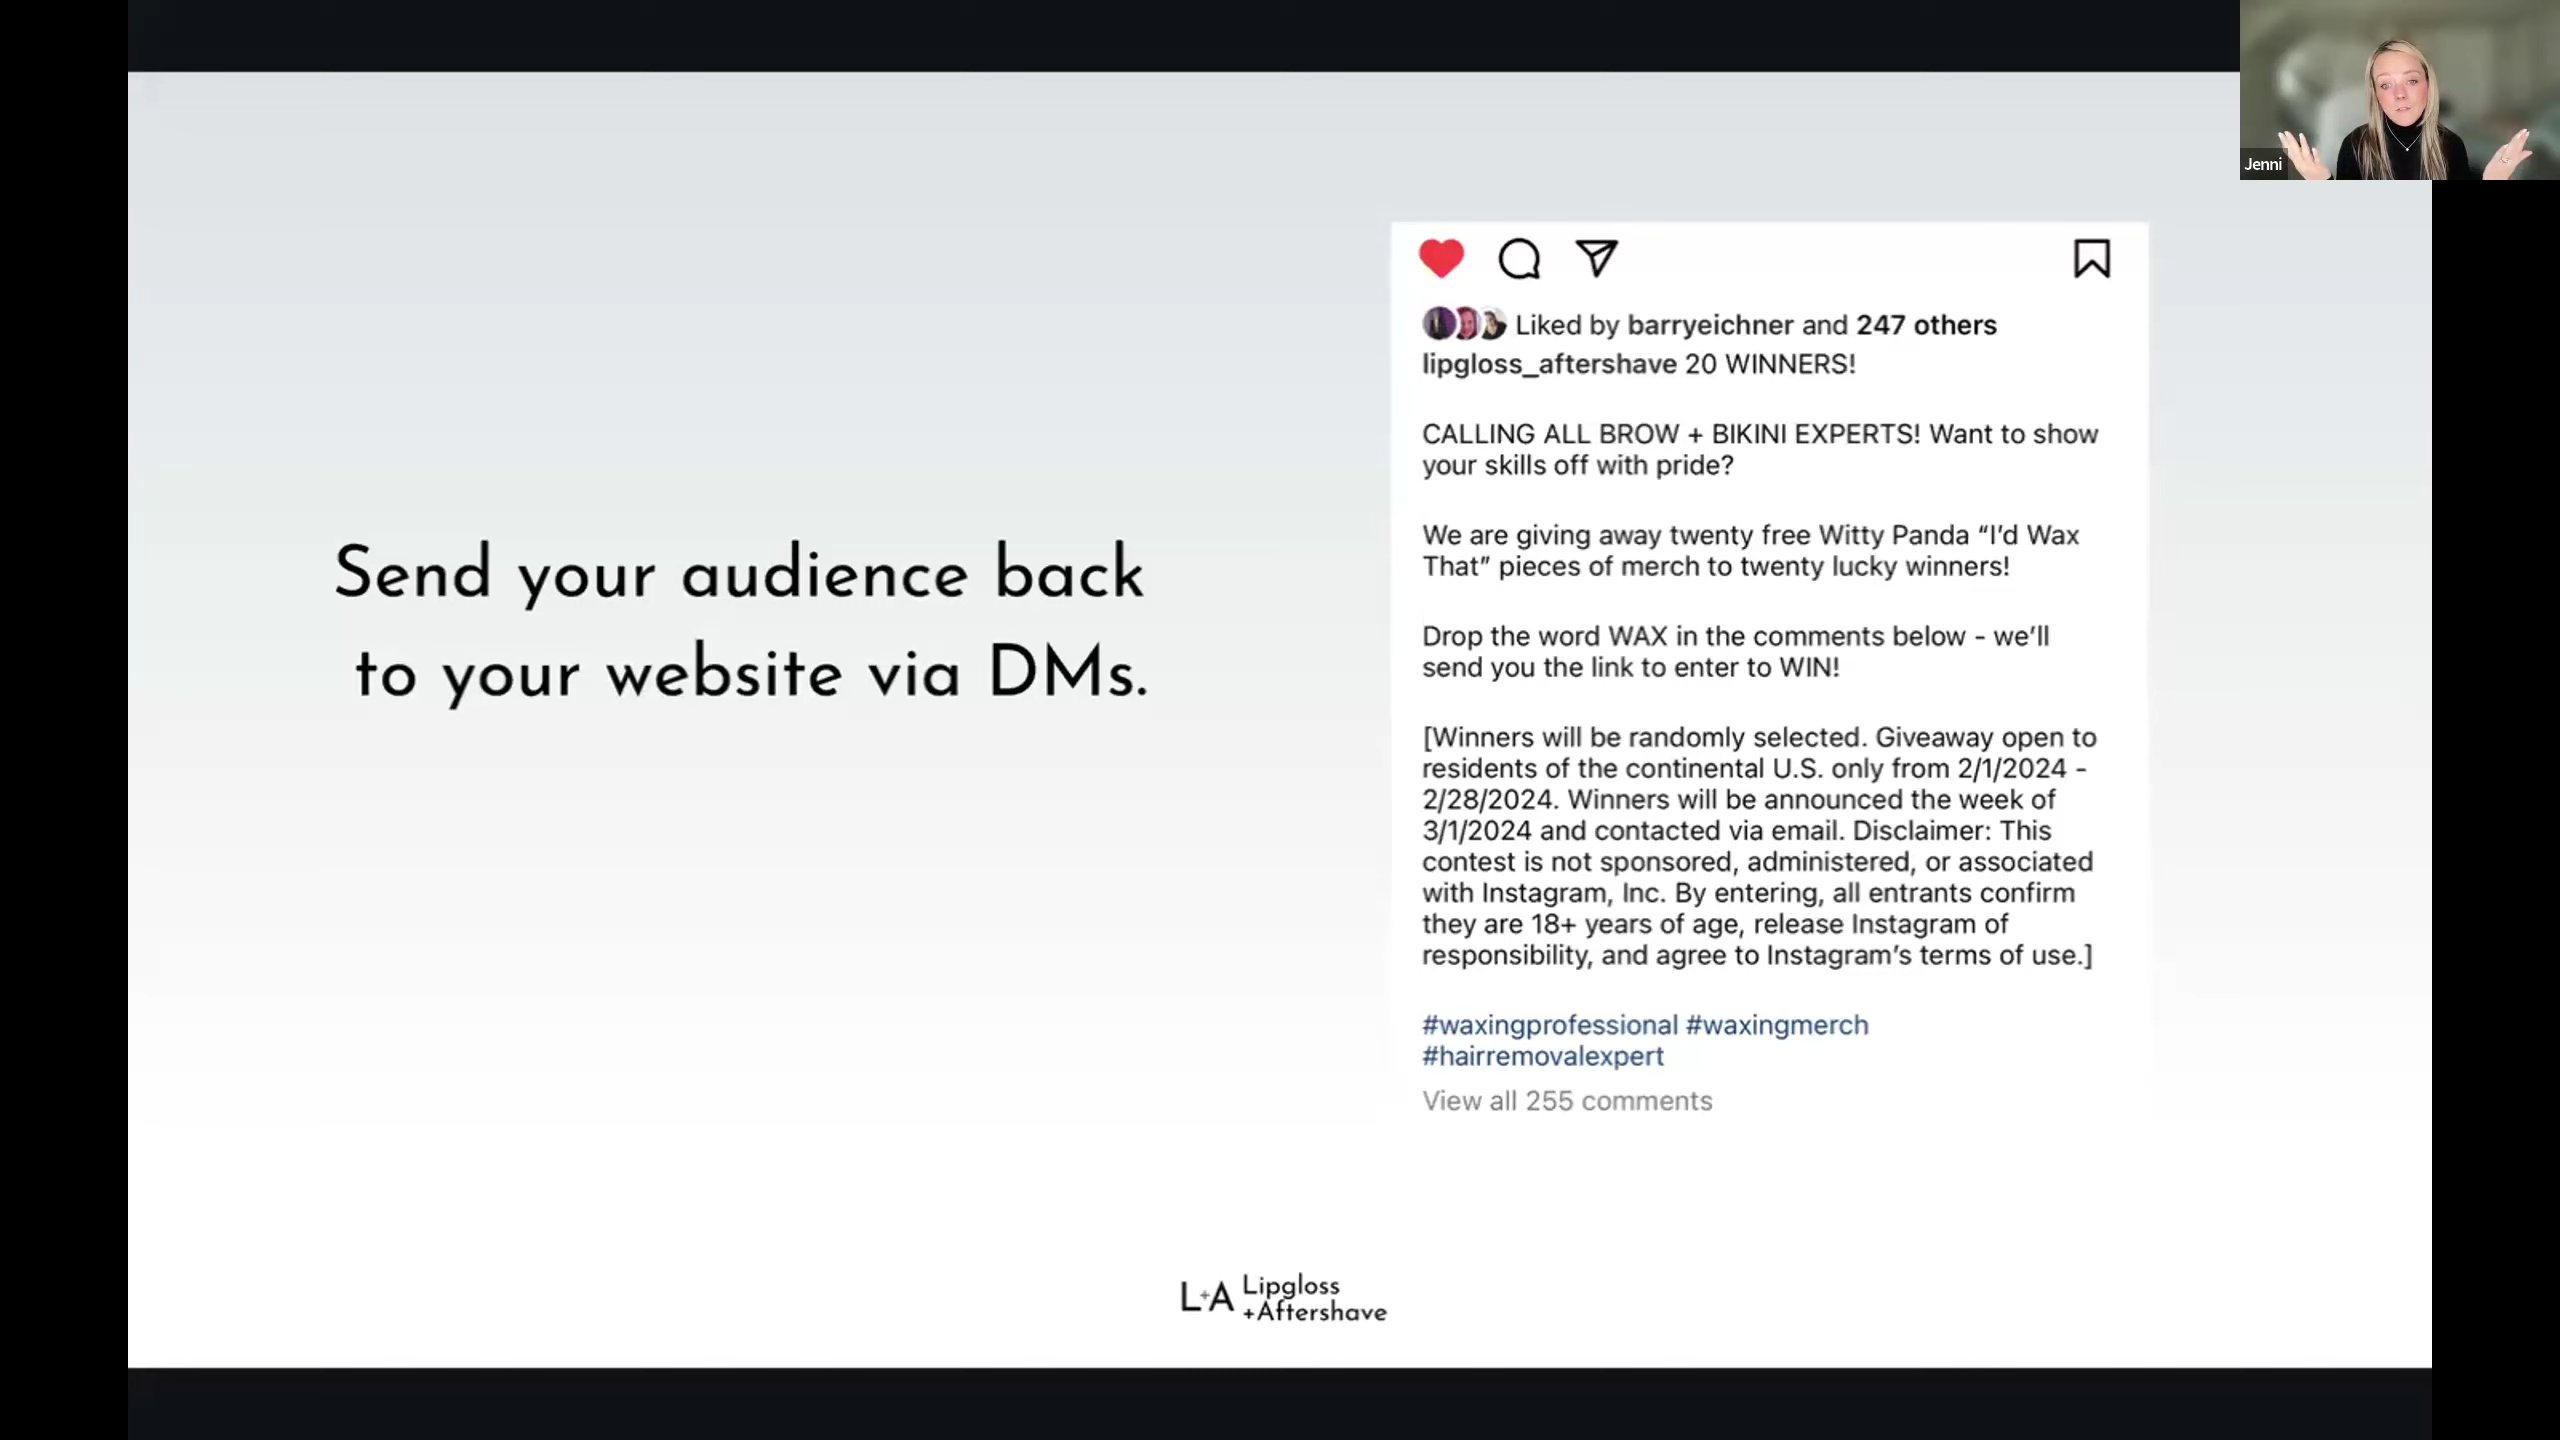 Jenni
Send your audience back
to your website via DMs.
Liked by barryeichner and 247 others
lipgloss_aftershave 20 WINNERS!
CALLING ALL BROW + BIKINI EXPERTS! Want to show
your skills off with pride?
We are giving away twenty free Witty Panda “I’d Wax
That” pieces of merch to twenty lucky winners!
Drop the word WAX in the comments below - we’ll
send you the link to enter to WIN!
[Winners will be randomly selected. Giveaway open to
residents of the continental U.S. only from 2/1/2024 -
2/28/2024. Winners will be announced the week of
3/1/2024 and contacted via email. Disclaimer: This
contest is not sponsored, administered, or associated
with Instagram, Inc. By entering, all entrants confirm
they are 18+ years of age, release Instagram of
responsibility, and agree to Instagram’s terms of use.]
#waxingprofessional #waxingmerch
#hairremovalexpert
View all 255 comments
L+A Lipgloss
+Aftershave